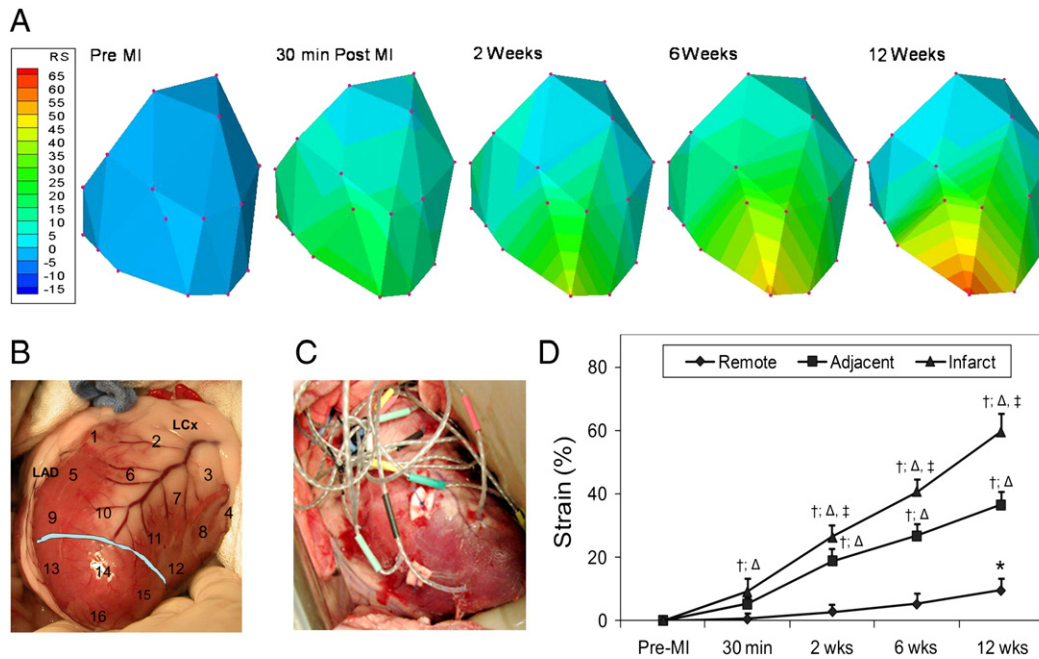 A
RS
65
60
55
50
45
40
35
30
25
20
15
10
5
0
-5
-10
-15
Pre MI
30 min Post MI
2 Weeks
6 Weeks
12 Weeks
B
LCx
LAD
1
2
3
4
5
6
7
8
9
10
11
12
13
14
15
16
C
D
Remote
Adjacent
Infarct
Strain (%)
80
60
40
20
0
†; Δ
†; Δ, ‡
†; Δ
†; Δ, ‡
†; Δ
†; Δ, ‡
†; Δ
*
Pre-MI 30 min 2 wks 6 wks 12 wks